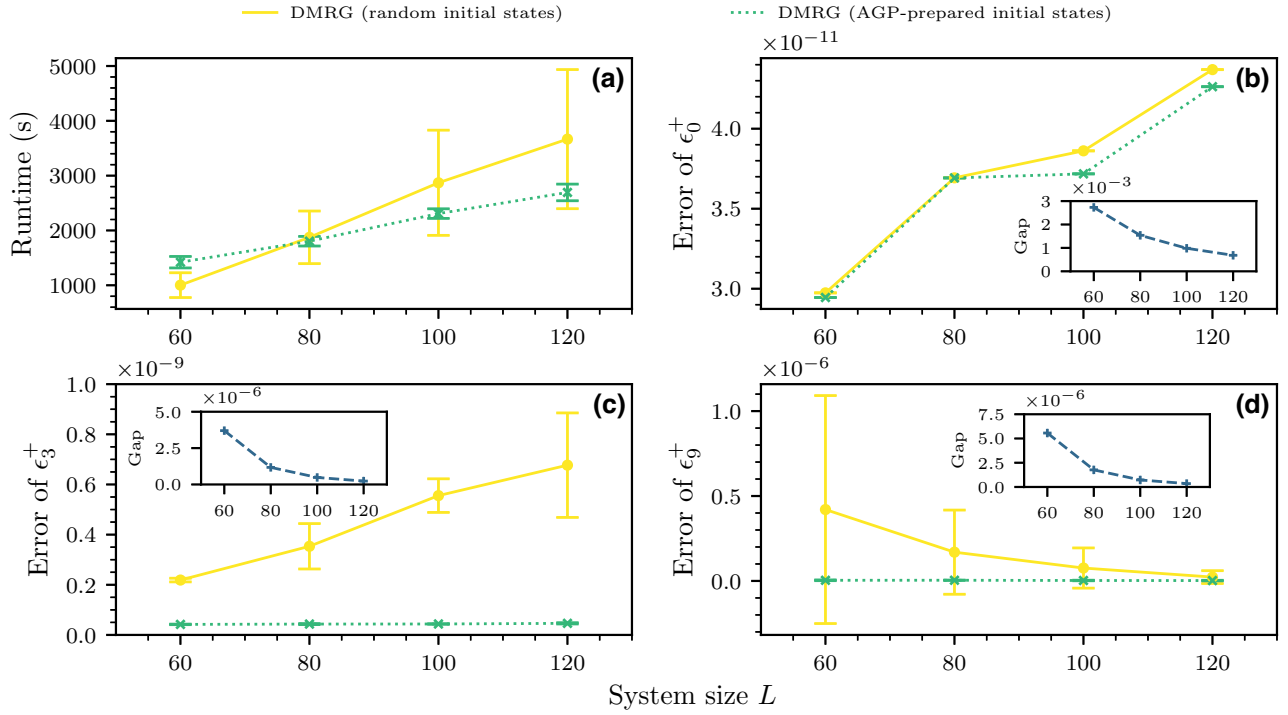 DMRG (random initial states)
DMRG (AGP-prepared initial states)
(a)
Runtime (s)
5000
4000
3000
2000
1000
60 80 100 120
×10⁻¹¹
(b)
Error of ϵ₀⁺
4.0
3.5
3.0
×10⁻³
Gap
3
2
1
0
60 80 100 120
60 80 100 120
×10⁻⁹
(c)
Error of ϵ₃⁺
1.0
0.8
0.6
0.4
0.2
0.0
×10⁻⁶
Gap
5.0
2.5
0.0
60 80 100 120
60 80 100 120
×10⁻⁶
(d)
Error of ϵ₉⁺
1.0
0.5
0.0
×10⁻⁶
Gap
7.5
5.0
2.5
0.0
60 80 100 120
60 80 100 120
System size L